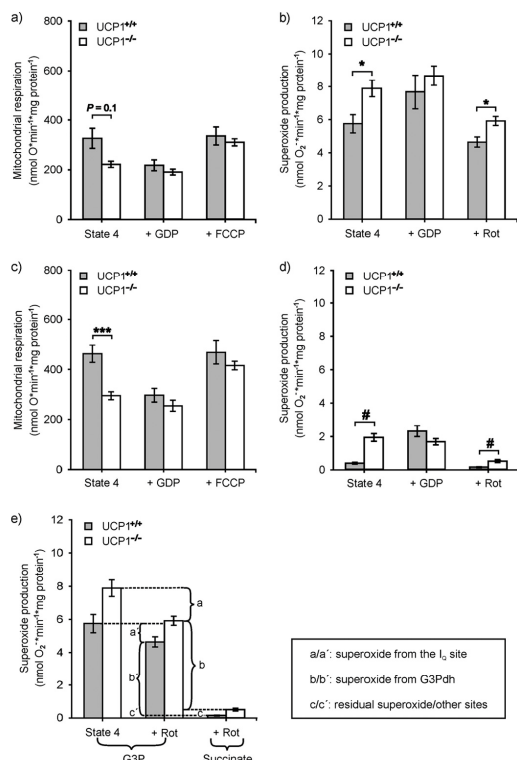 a)
UCP1+/+
UCP1–/–
800
600
400
200
0
Mitochondrial respiration
(nmol O*min-1*mg protein-1)
P = 0.1
State 4
+ GDP
+ FCCP
b)
UCP1+/+
UCP1–/–
12
10
8
6
4
2
0
Superoxide production
(nmol O2·-*min-1*mg protein-1)
*
*
State 4
+ GDP
+ Rot
c)
UCP1+/+
UCP1–/–
800
600
400
200
0
Mitochondrial respiration
(nmol O*min-1*mg protein-1)
***
State 4
+ GDP
+ FCCP
d)
UCP1+/+
UCP1–/–
12
10
8
6
4
2
0
Superoxide production
(nmol O2·-*min-1*mg protein-1)
#
#
State 4
+ GDP
+ Rot
e)
UCP1+/+
UCP1–/–
12
10
8
6
4
2
0
Superoxide production
(nmol O2·-*min-1*mg protein-1)
a
a´
b
b´
c´
c
State 4
+ Rot
+ Rot
G3P
Succinate
a/a´: superoxide from the IQ site
b/b´: superoxide from G3Pdh
c/c´: residual superoxide/other sites